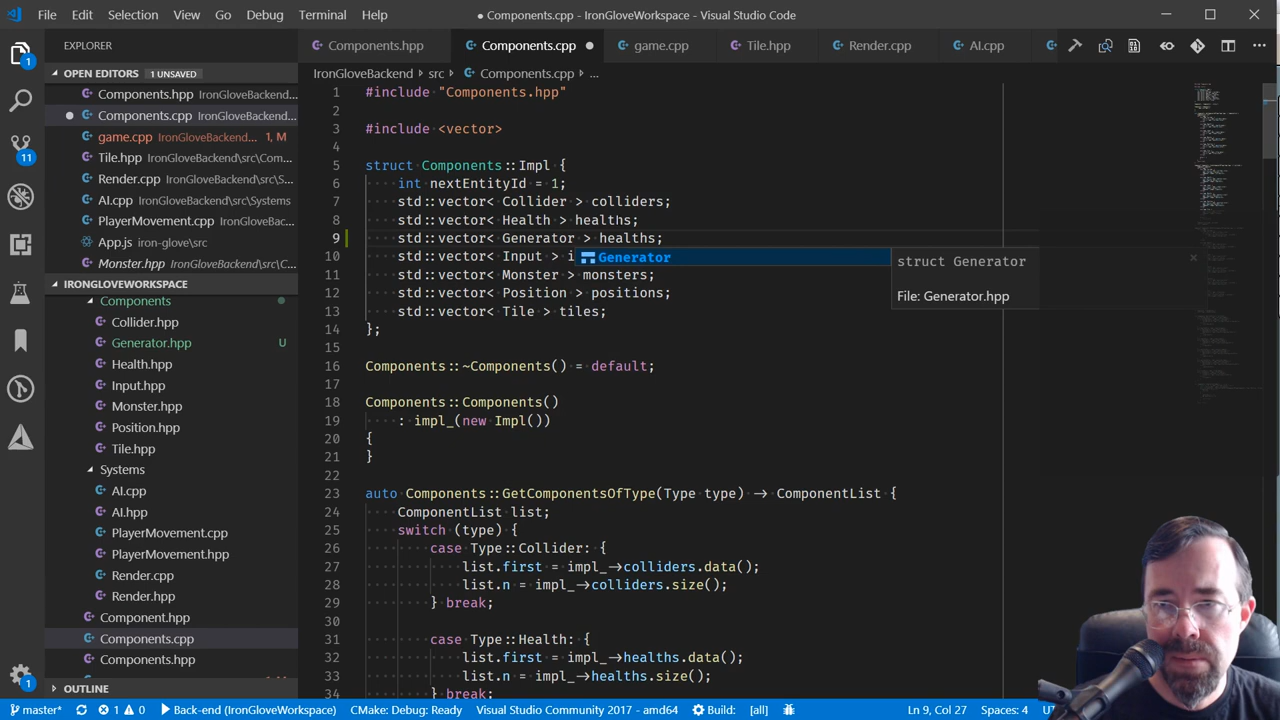 File Edit Selection View Go Debug Terminal Help
● Components.cpp - IronGloveWorkspace - Visual Studio Code
EXPLORER
Components.hpp Components.cpp ● game.cpp Tile.hpp Render.cpp AI.cpp
OPEN EDITORS 1 UNSAVED
IronGloveBackend › src › Components.cpp › ...
Components.hpp IronGloveBackend...
Components.cpp IronGloveBackend...
game.cpp IronGloveBackend... 1, M
Tile.hpp IronGloveBackend\src\Com...
Render.cpp IronGloveBackend\src\S...
AI.cpp IronGloveBackend\src\Systems
PlayerMovement.cpp IronGloveBac...
App.js iron-glove\src
Monster.hpp IronGloveBackend\src\C...
IRONGLOVEWORKSPACE
Components
Collider.hpp
Generator.hpp U
Health.hpp
Input.hpp
Monster.hpp
Position.hpp
Tile.hpp
Systems
AI.cpp
AI.hpp
PlayerMovement.cpp
PlayerMovement.hpp
Render.cpp
Render.hpp
Component.hpp
Components.cpp
Components.hpp
OUTLINE
1 #include "Components.hpp"
2
3 #include <vector>
4
5 struct Components::Impl {
6 int nextEntityId = 1;
7 std::vector< Collider > colliders;
8 std::vector< Health > healths;
9 std::vector< Generator > healths;
10 std::vector< Input > i
Generator
struct Generator
File: Generator.hpp
11 std::vector< Monster > monsters;
12 std::vector< Position > positions;
13 std::vector< Tile > tiles;
14 };
15
16 Components::~Components() = default;
17
18 Components::Components()
19 : impl_(new Impl())
20 {
21 }
22
23 auto Components::GetComponentsOfType(Type type) -> ComponentList {
24 ComponentList list;
25 switch (type) {
26 case Type::Collider: {
27 list.first = impl_->colliders.data();
28 list.n = impl_->colliders.size();
29 } break;
30
31 case Type::Health: {
32 list.first = impl_->healths.data();
33 list.n = impl_->healths.size();
34 } break;
11
1
1
master* 1 0 Back-end (IronGloveWorkspace) CMake: Debug: Ready Visual Studio Community 2017 - amd64 Build: [all] Ln 9, Col 27 Spaces: 4